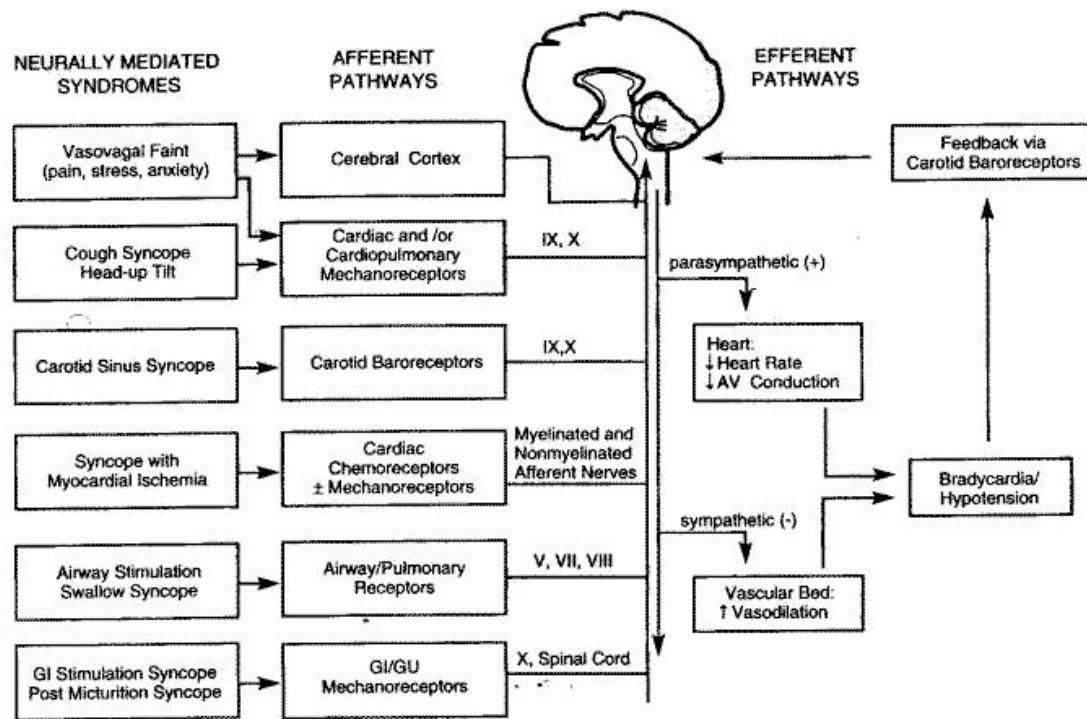 NEURALLY MEDIATED
SYNDROMES
AFFERENT
PATHWAYS
EFFERENT
PATHWAYS
Vasovagal Faint
(pain, stress, anxiety)
Cerebral Cortex
Feedback via
Carotid Baroreceptors
Cough Syncope
Head-up Tilt
Cardiac and /or
Cardiopulmonary
Mechanoreceptors
IX, X
parasympathetic (+)
Carotid Sinus Syncope
Carotid Baroreceptors
IX,X
Heart:
↓Heart Rate
↓AV Conduction
Syncope with
Myocardial Ischemia
Cardiac
Chemoreceptors
± Mechanoreceptors
Myelinated and
Nonmyelinated
Afferent Nerves
Bradycardia/
Hypotension
sympathetic (-)
Airway Stimulation
Swallow Syncope
Airway/Pulmonary
Receptors
V, VII, VIII
Vascular Bed:
↑Vasodilation
GI Stimulation Syncope
Post Micturition Syncope
GI/GU
Mechanoreceptors
X, Spinal Cord